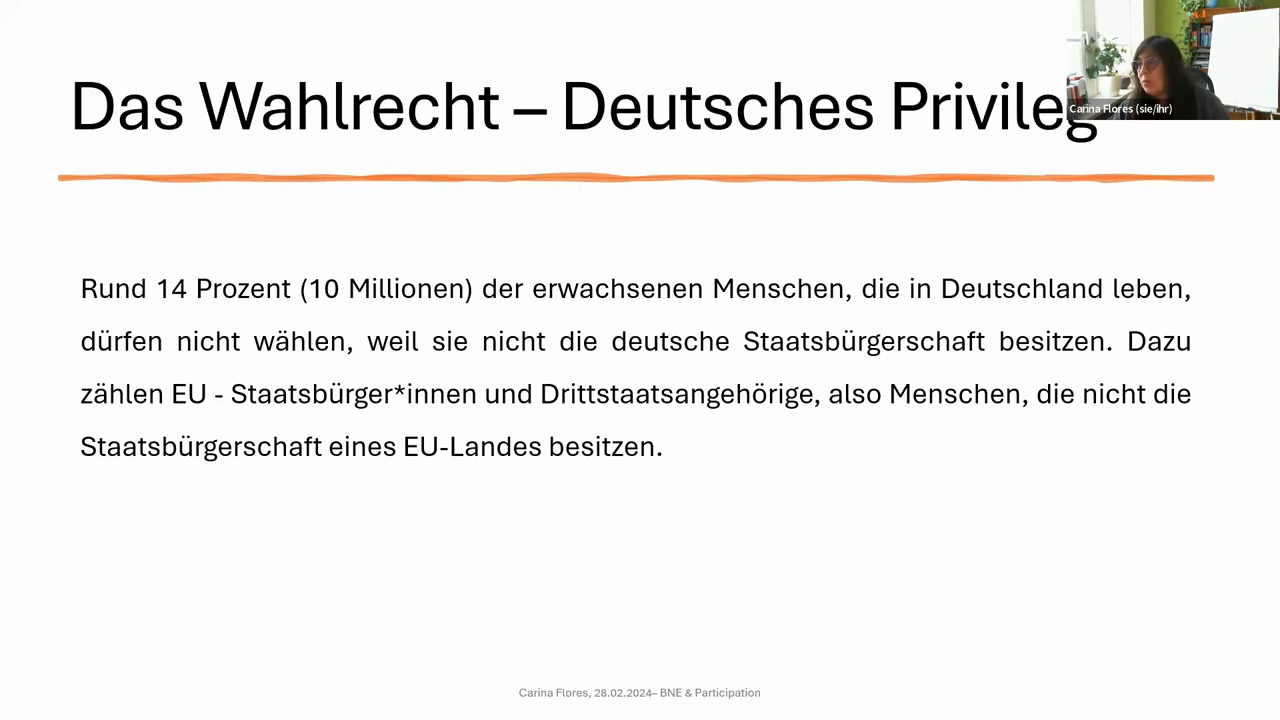 Das Wahlrecht – Deutsches Privileg
Carina Flores (sie/ihr)
Rund 14 Prozent (10 Millionen) der erwachsenen Menschen, die in Deutschland leben,
dürfen nicht wählen, weil sie nicht die deutsche Staatsbürgerschaft besitzen. Dazu
zählen EU - Staatsbürger*innen und Drittstaatsangehörige, also Menschen, die nicht die
Staatsbürgerschaft eines EU-Landes besitzen.
Carina Flores, 28.02.2024– BNE & Participation